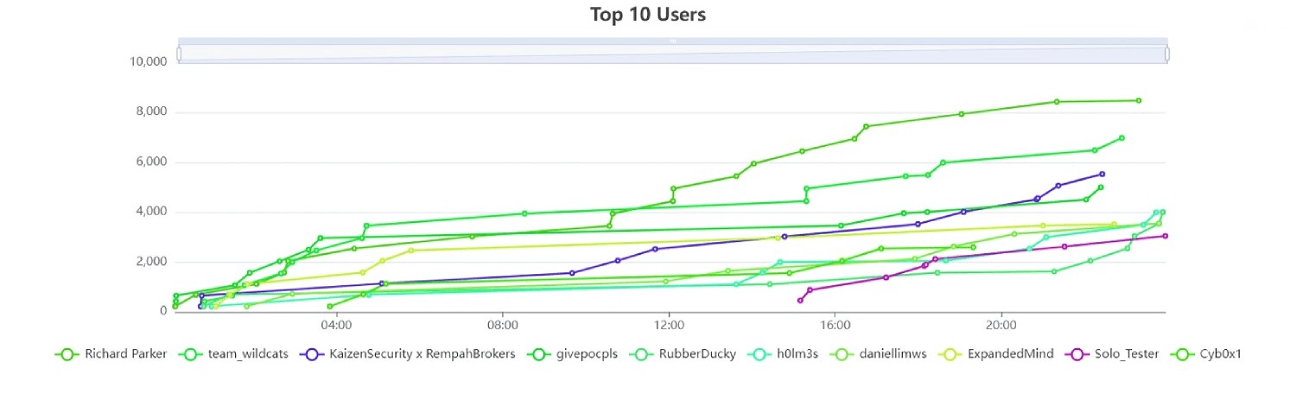 Top 10 Users
10,000
8,000
6,000
4,000
2,000
0
04:00 08:00 12:00 16:00 20:00
Richard Parker team_wildcats KaizenSecurity x RempahBrokers givepocpls RubberDucky h0lm3s daniellimws ExpandedMind Solo_Tester Cyb0x1